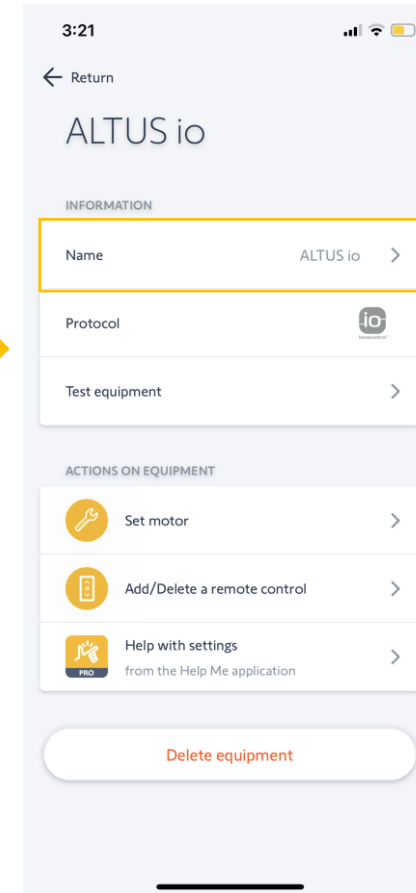 3:21
Return
ALTUS io
INFORMATION
Name ALTUS io
Protocol io
homecontrol
Test equipment
ACTIONS ON EQUIPMENT
Set motor
Add/Delete a remote control
Help with settings
PRO from the Help Me application
Delete equipment